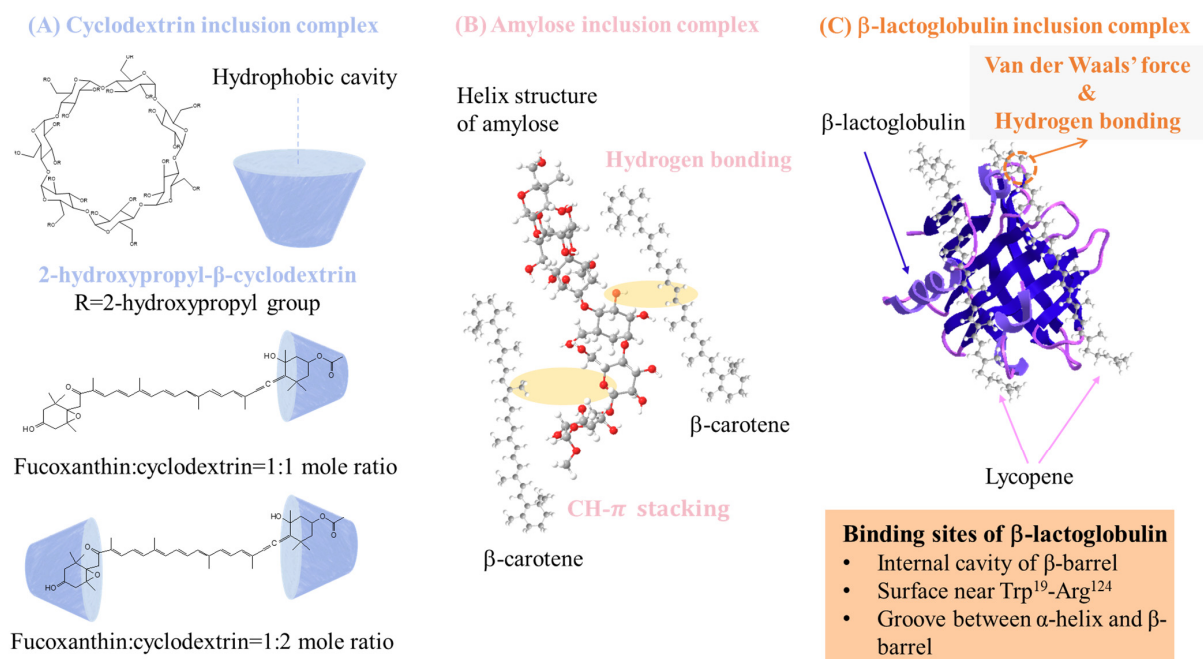 (A) Cyclodextrin inclusion complex
Hydrophobic cavity
2-hydroxypropyl-β-cyclodextrin
R=2-hydroxypropyl group
Fucoxanthin:cyclodextrin=1:1 mole ratio
Fucoxanthin:cyclodextrin=1:2 mole ratio
(B) Amylose inclusion complex
Helix structure
of amylose
Hydrogen bonding
β-carotene
CH-π stacking
β-carotene
(C) β-lactoglobulin inclusion complex
Van der Waals’ force
&
Hydrogen bonding
β-lactoglobulin
Lycopene
Binding sites of β-lactoglobulin
• Internal cavity of β-barrel
• Surface near Trp¹⁹-Arg¹²⁴
• Groove between α-helix and β-
barrel